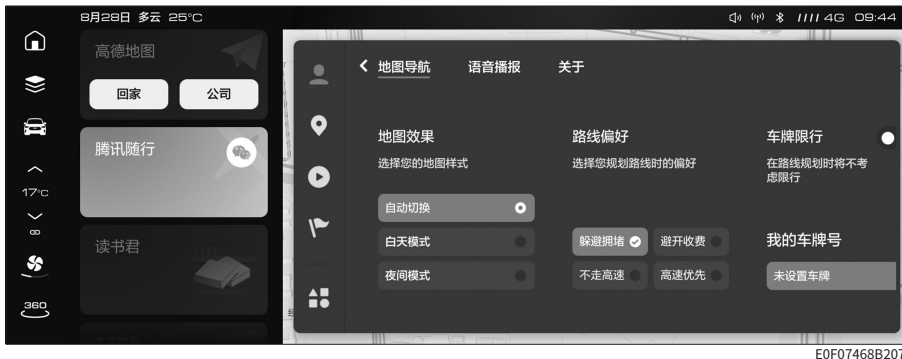 8月28日 多云 25°C
4G 09:44
高德地图
回家
公司
腾讯随行
读书君
17°C
360
地图导航
语音播报
关于
地图效果
选择您的地图样式
自动切换
白天模式
夜间模式
路线偏好
选择您规划路线时的偏好
躲避拥堵
避开收费
不走高速
高速优先
车牌限行
在路线规划时将不考
虑限行
我的车牌号
未设置车牌
E0F07468B207